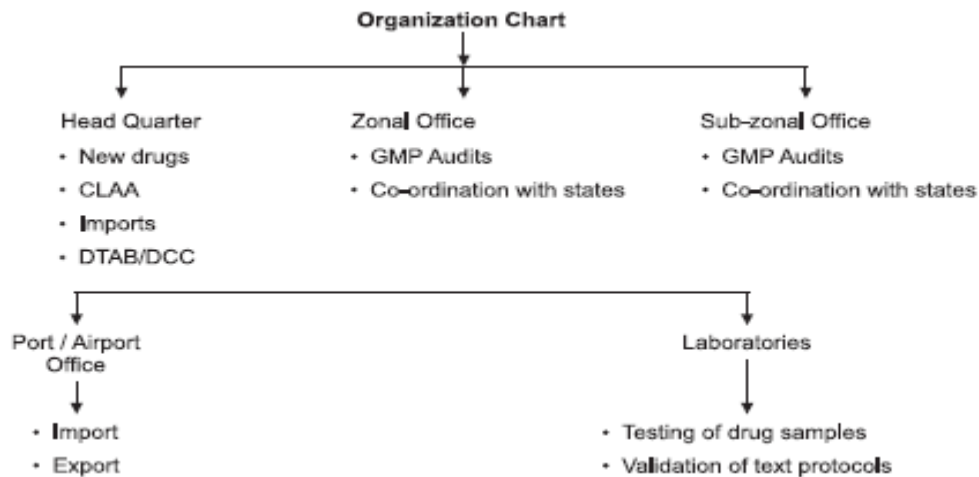 Organization Chart
Head Quarter
• New drugs
• CLAA
• Imports
• DTAB/DCC
Zonal Office
• GMP Audits
• Co-ordination with states
Sub-zonal Office
• GMP Audits
• Co-ordination with states
Port / Airport
Office
• Import
• Export
Laboratories
• Testing of drug samples
• Validation of text protocols